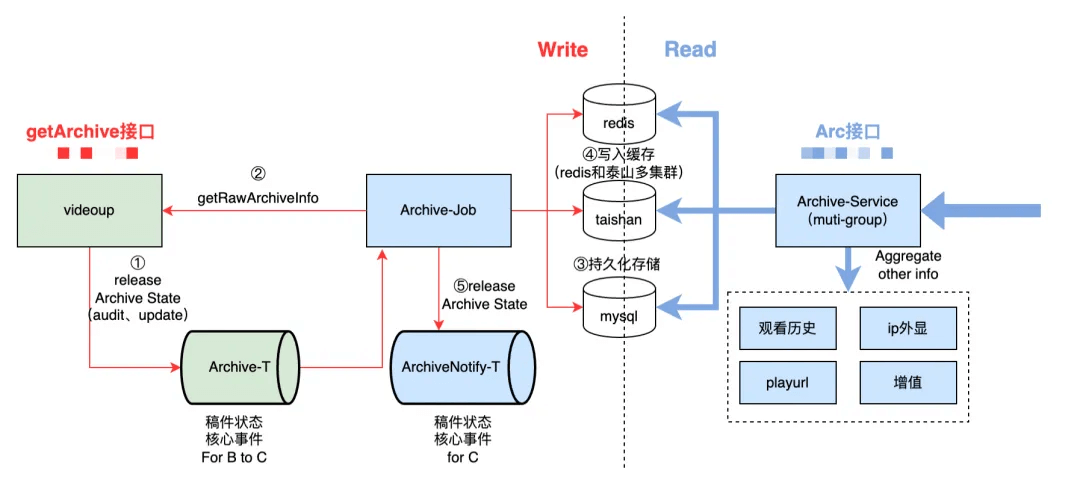 Write
Read
getArchive接口
Arc接口
redis
④写入缓存
（redis和泰山多集群）
②
getRawArchiveInfo
videoup
Archive-Job
taishan
Archive-Service
（muti-group）
①
release
Archive State
（audit、update）
⑤release
Archive State
③持久化存储
mysql
Aggregate
other info
观看历史
ip外显
playurl
增值
Archive-T
ArchiveNotify-T
稿件状态
核心事件
For B to C
稿件状态
核心事件
for C